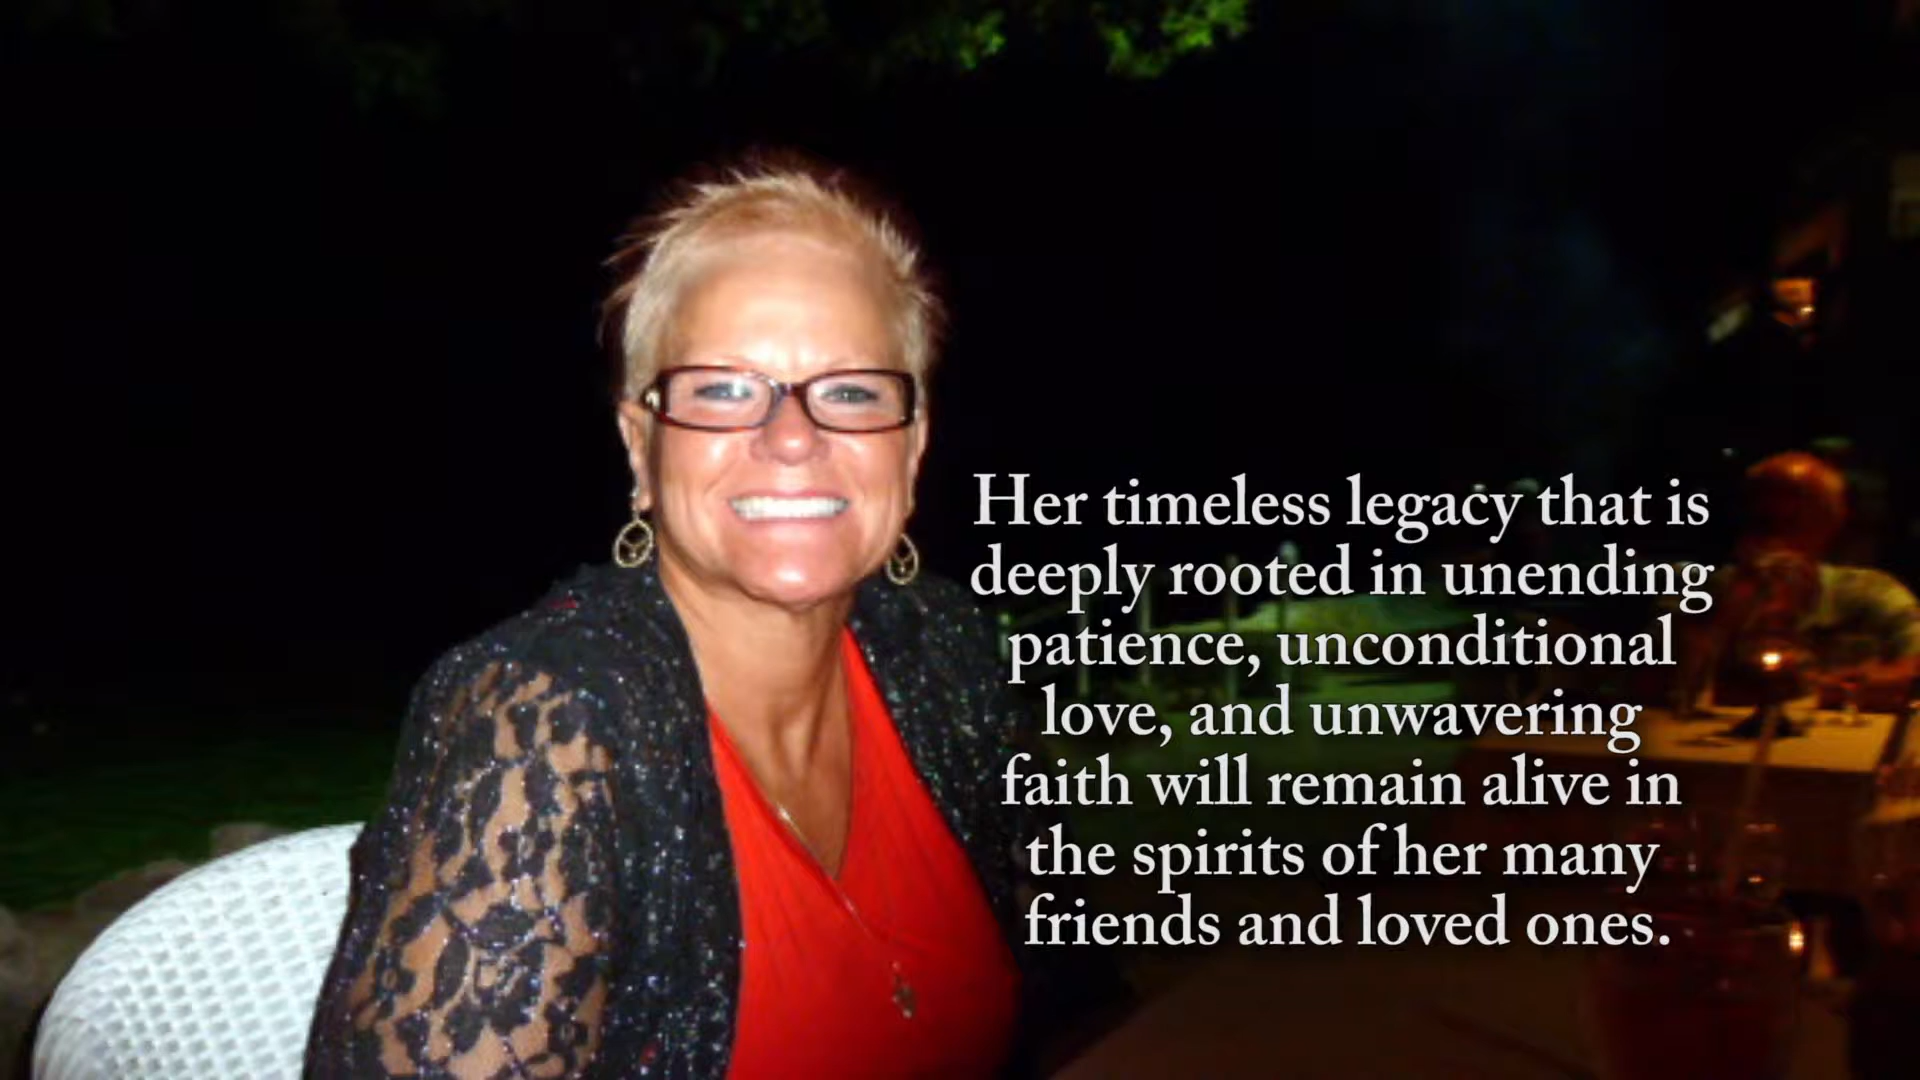 Her timeless legacy that is
deeply rooted in unending
patience, unconditional
love, and unwavering
faith will remain alive in
the spirits of her many
friends and loved ones.